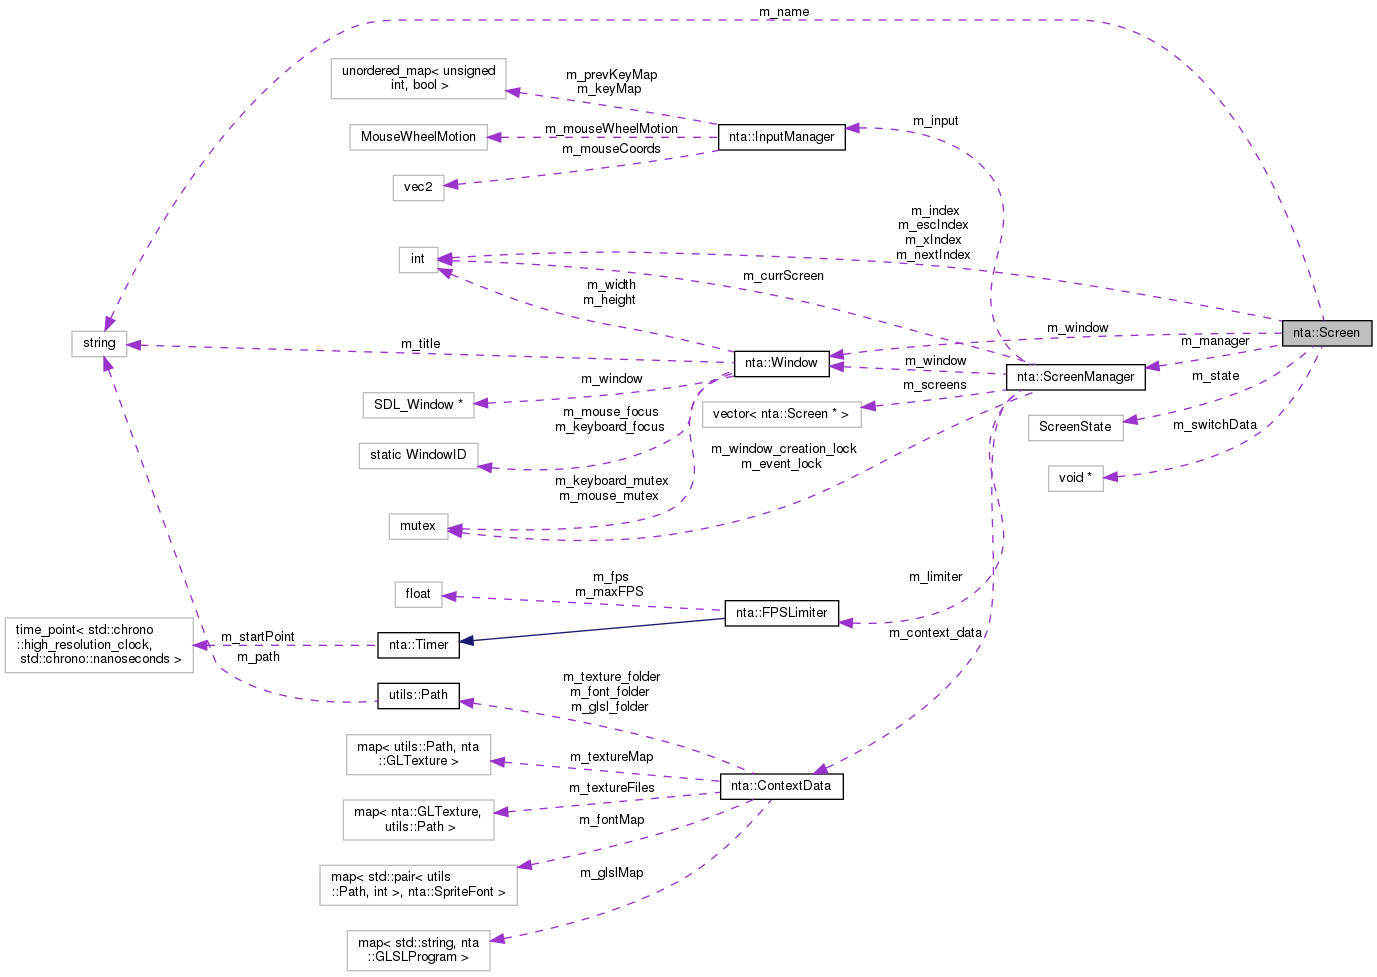 m_name
unordered_map< unsigned
int, bool >
m_prevKeyMap
m_keyMap
MouseWheelMotion
m_mouseWheelMotion
nta::InputManager
m_input
m_mouseCoords
vec2
int
m_index
m_escIndex
m_xIndex
m_nextIndex
m_currScreen
m_width
m_height
string
m_title
nta::Screen
m_window
m_manager
nta::Window
m_window
nta::ScreenManager
m_state
m_window
SDL_Window *
m_screens
vector< nta::Screen * >
ScreenState
m_switchData
m_mouse_focus
m_keyboard_focus
static WindowID
m_window_creation_lock
m_event_lock
void *
m_keyboard_mutex
m_mouse_mutex
mutex
float
m_fps
m_maxFPS
m_limiter
nta::FPSLimiter
time_point< std::chrono
::high_resolution_clock,
std::chrono::nanoseconds >
m_startPoint
nta::Timer
m_context_data
m_path
utils::Path
m_texture_folder
m_font_folder
m_glsl_folder
map< utils::Path, nta
::GLTexture >
m_textureMap
nta::ContextData
m_textureFiles
map< nta::GLTexture,
utils::Path >
m_fontMap
map< std::pair< utils
::Path, int >, nta::SpriteFont >
m_glslMap
map< std::string, nta
::GLSLProgram >